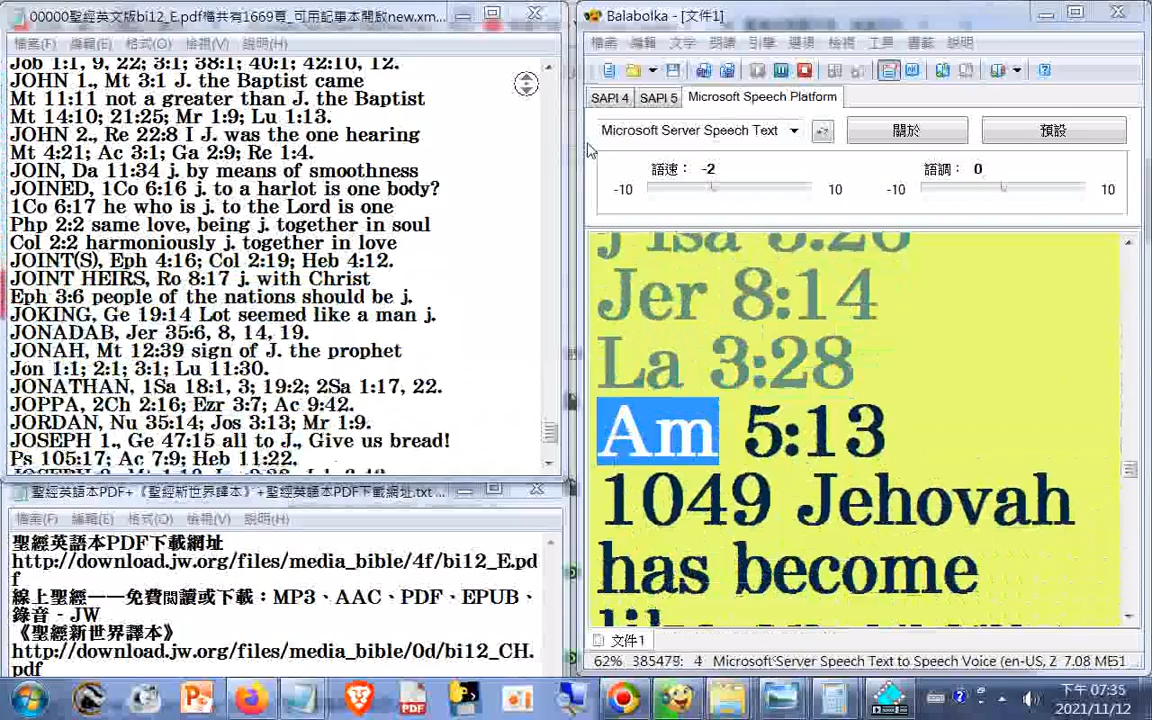 00000聖經英文版bi12_E.pdf檔共有1669頁_可用記事本開啟new.xm...
檔案(F) 編輯(E) 格式(O) 檢視(V) 說明(H)
Job 1:1, 9, 22; 3:1; 38:1; 40:1; 42:10, 12.
JOHN 1., Mt 3:1 J. the Baptist came
Mt 11:11 not a greater than J. the Baptist
Mt 14:10; 21:25; Mr 1:9; Lu 1:13.
JOHN 2., Re 22:8 I J. was the one hearing
Mt 4:21; Ac 3:1; Ga 2:9; Re 1:4.
JOIN, Da 11:34 j. by means of smoothness
JOINED, 1Co 6:16 j. to a harlot is one body?
1Co 6:17 he who is j. to the Lord is one
Php 2:2 same love, being j. together in soul
Col 2:2 harmoniously j. together in love
JOINT(S), Eph 4:16; Col 2:19; Heb 4:12.
JOINT HEIRS, Ro 8:17 j. with Christ
Eph 3:6 people of the nations should be j.
JOKING, Ge 19:14 Lot seemed like a man j.
JONADAB, Jer 35:6, 8, 14, 19.
JONAH, Mt 12:39 sign of J. the prophet
Jon 1:1; 2:1; 3:1; Lu 11:30.
JONATHAN, 1Sa 18:1, 3; 19:2; 2Sa 1:17, 22.
JOPPA, 2Ch 2:16; Ezr 3:7; Ac 9:42.
JORDAN, Nu 35:14; Jos 3:13; Mr 1:9.
JOSEPH 1., Ge 47:15 all to J., Give us bread!
Ps 105:17; Ac 7:9; Heb 11:22.
聖經英語本PDF+《聖經新世界譯本》+聖經英語本PDF下載網址.txt ...
檔案(F) 編輯(E) 格式(O) 檢視(V) 說明(H)
聖經英語本PDF下載網址
http://download.jw.org/files/media_bible/4f/bi12_E.pd
f
線上聖經——免費閱讀或下載：MP3、AAC、PDF、EPUB、
錄音 - JW
《聖經新世界譯本》
http://download.jw.org/files/media_bible/0d/bi12_CH.
pdf
Balabolka - [文件1]
檔案 編輯 文字 朗讀 引擎 選項 檢視 工具 書籤 說明
SAPI 4 SAPI 5 Microsoft Speech Platform
Microsoft Server Speech Text 關於 預設
語速： -2 語調： 0
-10 10 -10 10
j Isa 5:20
Jer 8:14
La 3:28
Am 5:13
1049 Jehovah
has become
文件1
62% 385479: 4 Microsoft Server Speech Text to Speech Voice (en-US, Z 7.08 ME51
PDF
下午 07:35
2021/11/12